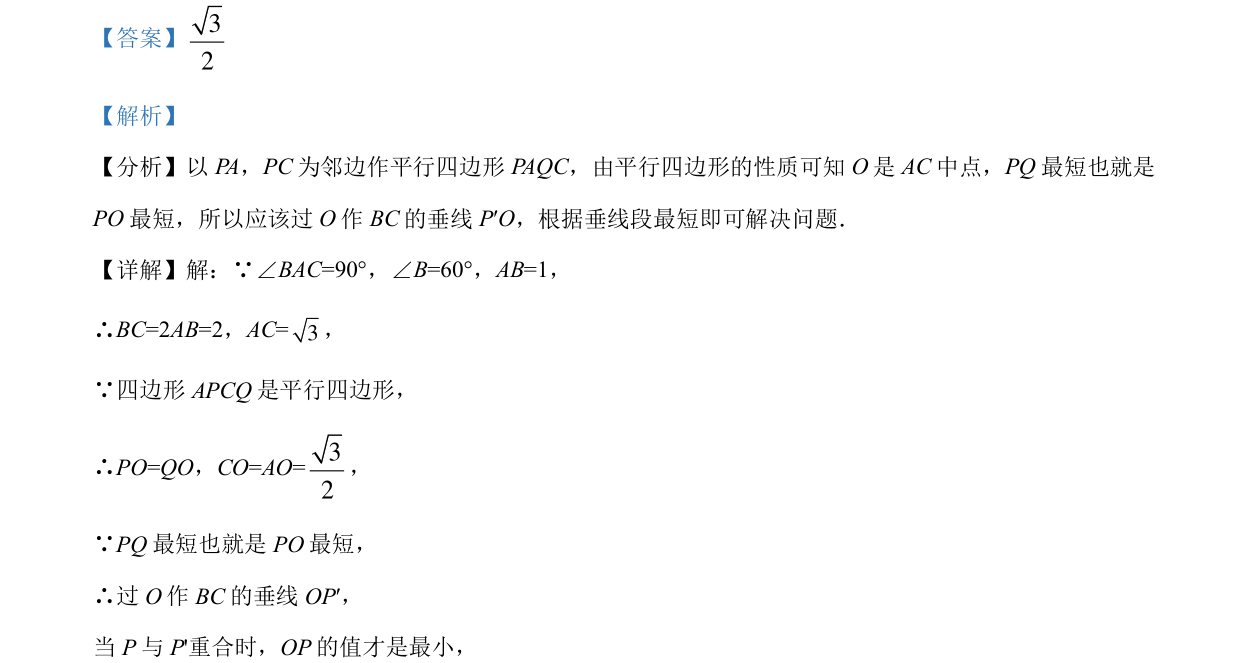 【答案】√3/2
【解析】
【分析】以 PA，PC 为邻边作平行四边形 PAQC，由平行四边形的性质可知 O 是 AC 中点，PQ 最短也就是
PO 最短，所以应该过 O 作 BC 的垂线 P′O，根据垂线段最短即可解决问题．
【详解】解：∵∠BAC=90°，∠B=60°，AB=1，
∴BC=2AB=2，AC=√3，
∵四边形 APCQ 是平行四边形，
∴PO=QO，CO=AO=√3/2，
∵PQ 最短也就是 PO 最短，
∴过 O 作 BC 的垂线 OP′，
当 P 与 P′重合时，OP 的值才是最小，